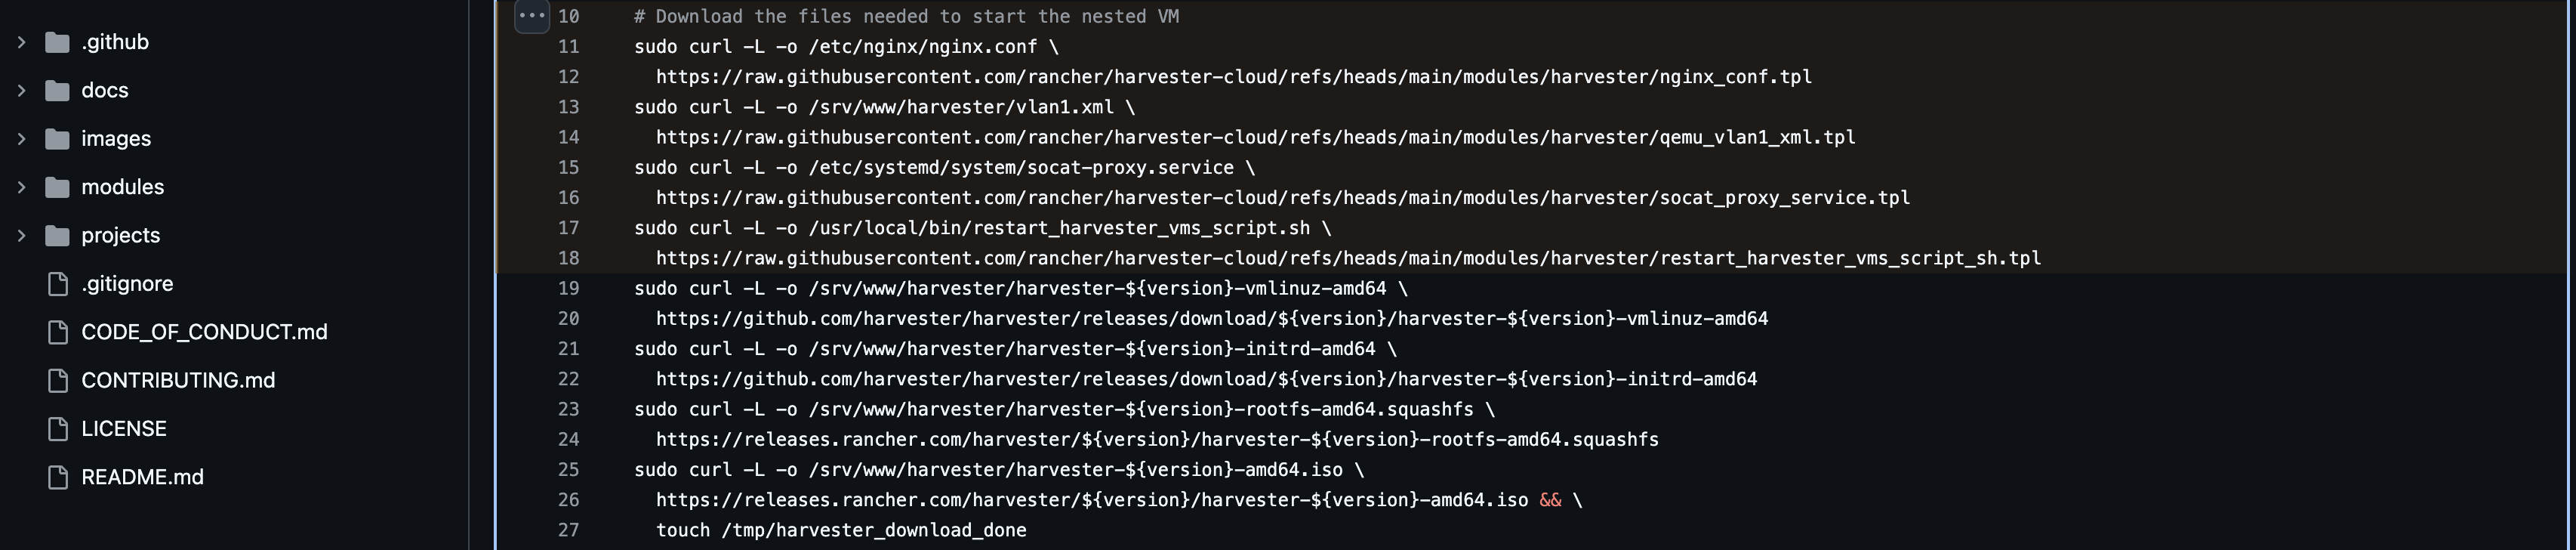 .github
docs
images
modules
projects
.gitignore
CODE_OF_CONDUCT.md
CONTRIBUTING.md
LICENSE
README.md
10 # Download the files needed to start the nested VM
11 sudo curl -L -o /etc/nginx/nginx.conf \
12 https://raw.githubusercontent.com/rancher/harvester-cloud/refs/heads/main/modules/harvester/nginx_conf.tpl
13 sudo curl -L -o /srv/www/harvester/vlan1.xml \
14 https://raw.githubusercontent.com/rancher/harvester-cloud/refs/heads/main/modules/harvester/qemu_vlan1_xml.tpl
15 sudo curl -L -o /etc/systemd/system/socat-proxy.service \
16 https://raw.githubusercontent.com/rancher/harvester-cloud/refs/heads/main/modules/harvester/socat_proxy_service.tpl
17 sudo curl -L -o /usr/local/bin/restart_harvester_vms_script.sh \
18 https://raw.githubusercontent.com/rancher/harvester-cloud/refs/heads/main/modules/harvester/restart_harvester_vms_script_sh.tpl
19 sudo curl -L -o /srv/www/harvester/harvester-${version}-vmlinuz-amd64 \
20 https://github.com/harvester/harvester/releases/download/${version}/harvester-${version}-vmlinuz-amd64
21 sudo curl -L -o /srv/www/harvester/harvester-${version}-initrd-amd64 \
22 https://github.com/harvester/harvester/releases/download/${version}/harvester-${version}-initrd-amd64
23 sudo curl -L -o /srv/www/harvester/harvester-${version}-rootfs-amd64.squashfs \
24 https://releases.rancher.com/harvester/${version}/harvester-${version}-rootfs-amd64.squashfs
25 sudo curl -L -o /srv/www/harvester/harvester-${version}-amd64.iso \
26 https://releases.rancher.com/harvester/${version}/harvester-${version}-amd64.iso && \
27 touch /tmp/harvester_download_done